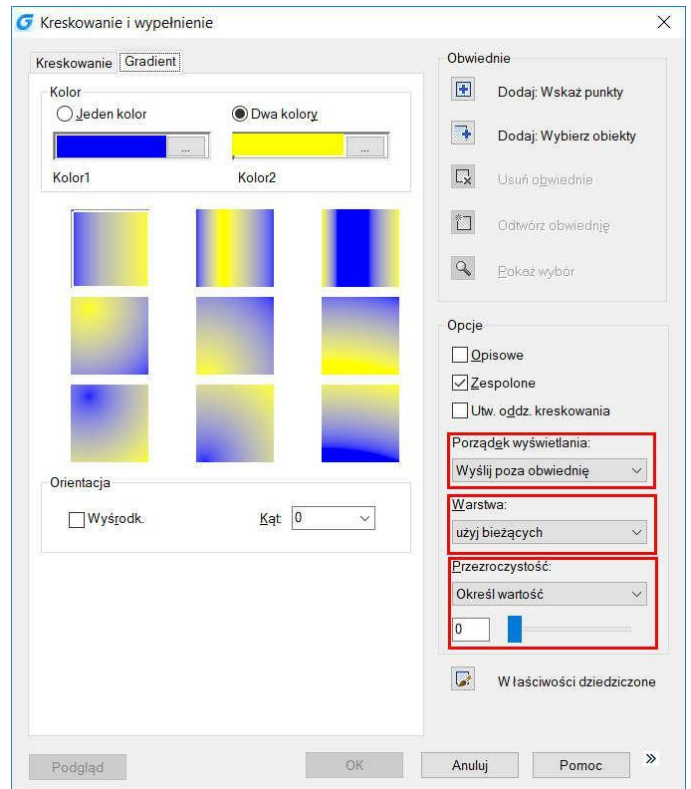 Kreskowanie i wypełnienie
Kreskowanie Gradient
Kolor
Jeden kolor
Dwa kolory
...
...
Kolor1
Kolor2
Orientacja
Wyśrodk.
Kąt:
0
Podgląd
Obwiednie
Dodaj: Wskaż punkty
Dodaj: Wybierz obiekty
Usuń obwiednie
Odtwórz obwiednię
Pokaż wybór
Opcje
Opisowe
Zespolone
Utw. oddz. kreskowania
Porządek wyświetlania:
Wyślij poza obwiednię
Warstwa:
użyj bieżących
Przezroczystość:
Określ wartość
0
Właściwości dziedziczone
OK
Anuluj
Pomoc
»